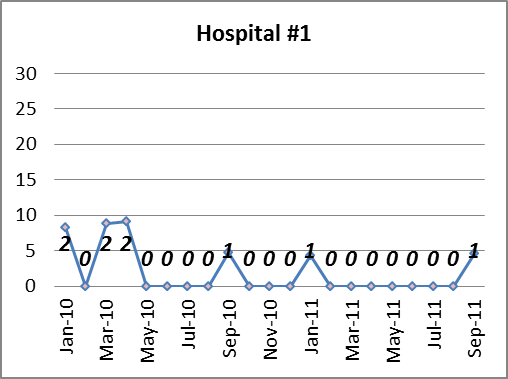 Hospital #1
30
25
20
15
10
5
0
2 0 2 2 0 0 0 0 1 0 0 0 1 0 0 0 0 0 0 0 1
Jan-10 Mar-10 May-10 Jul-10 Sep-10 Nov-10 Jan-11 Mar-11 May-11 Jul-11 Sep-11